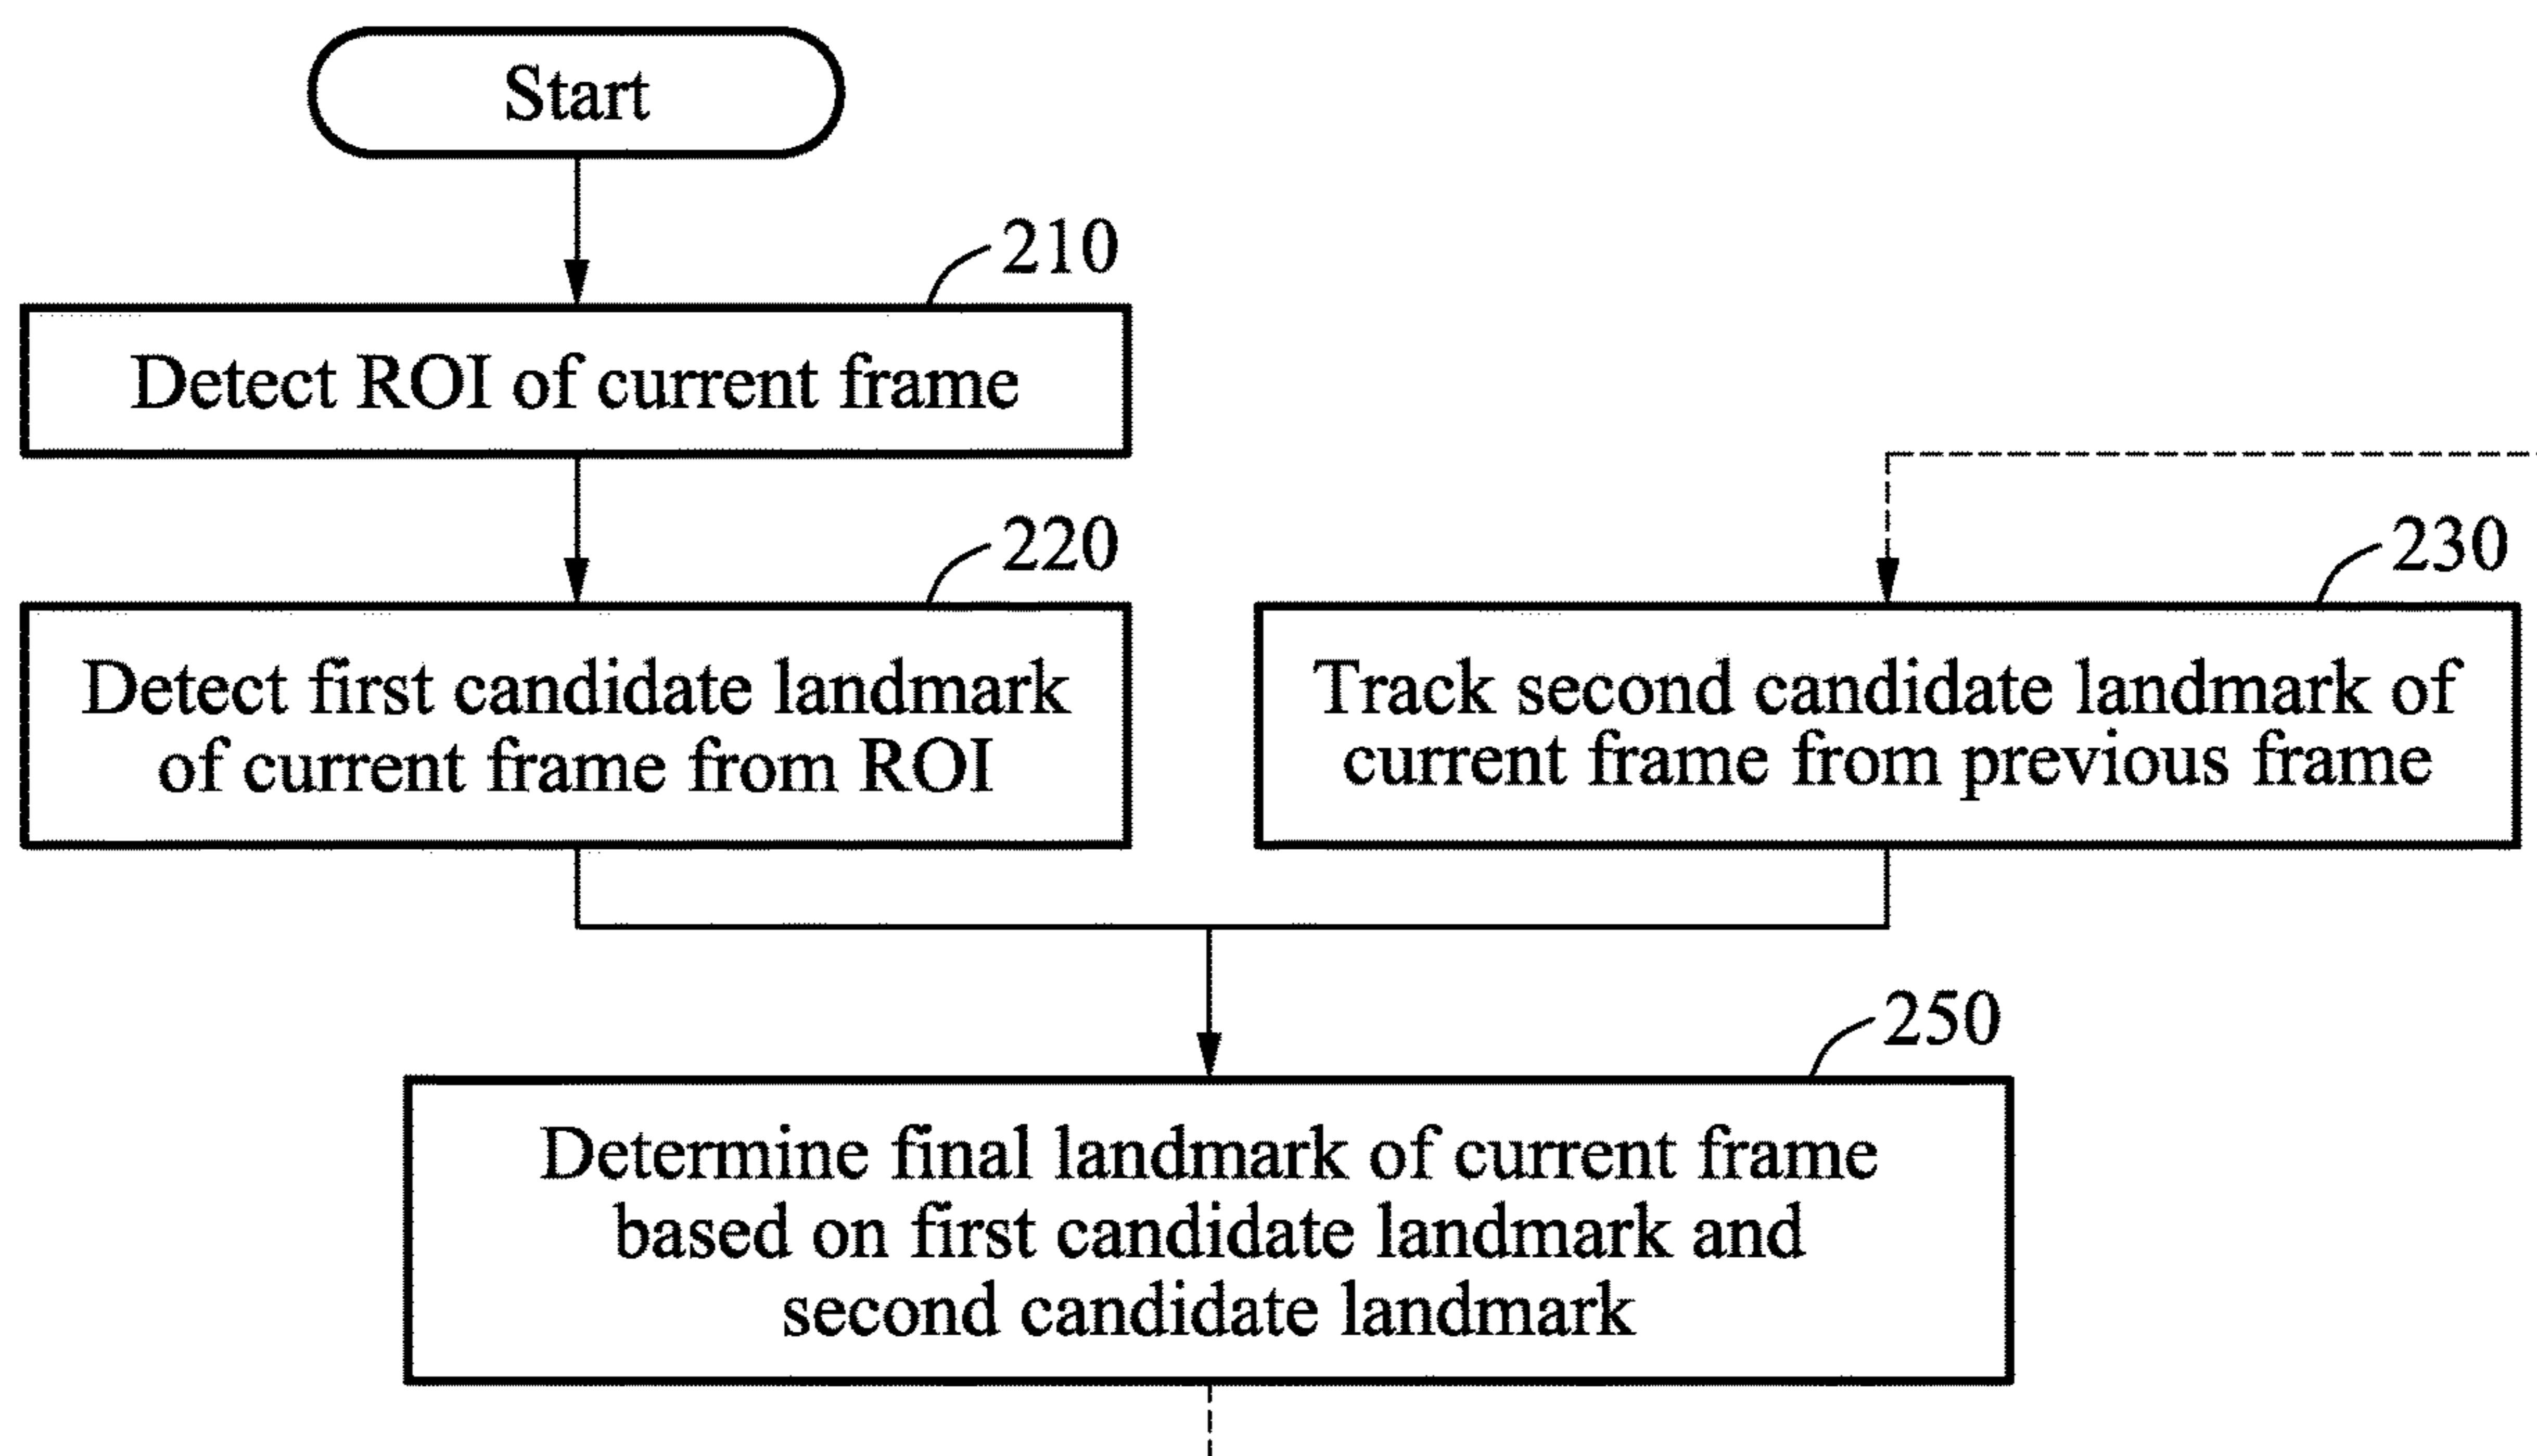 Start
210
Detect ROI of current frame
220
Detect first candidate landmark
of current frame from ROI
230
Track second candidate landmark of
current frame from previous frame
250
Determine final landmark of current frame
based on first candidate landmark and
second candidate landmark